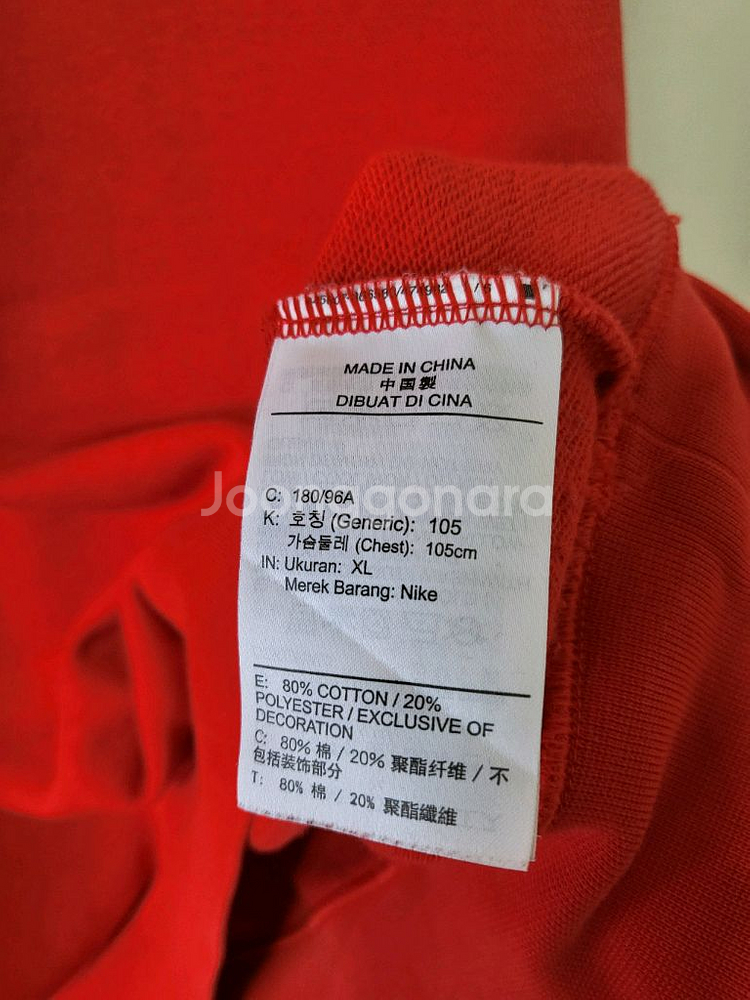 MADE IN CHINA
中国製
DIBUAT DI CINA
Joonggonara
C: 180/96A
K: 호칭 (Generic): 105
가슴둘레 (Chest): 105cm
IN: Ukuran: XL
Merek Barang: Nike
E: 80% COTTON / 20%
POLYESTER / EXCLUSIVE OF
DECORATION
C: 80% 棉 / 20% 聚酯纤维 / 不
包括装饰部分
T: 80% 棉 / 20% 聚酯纖維